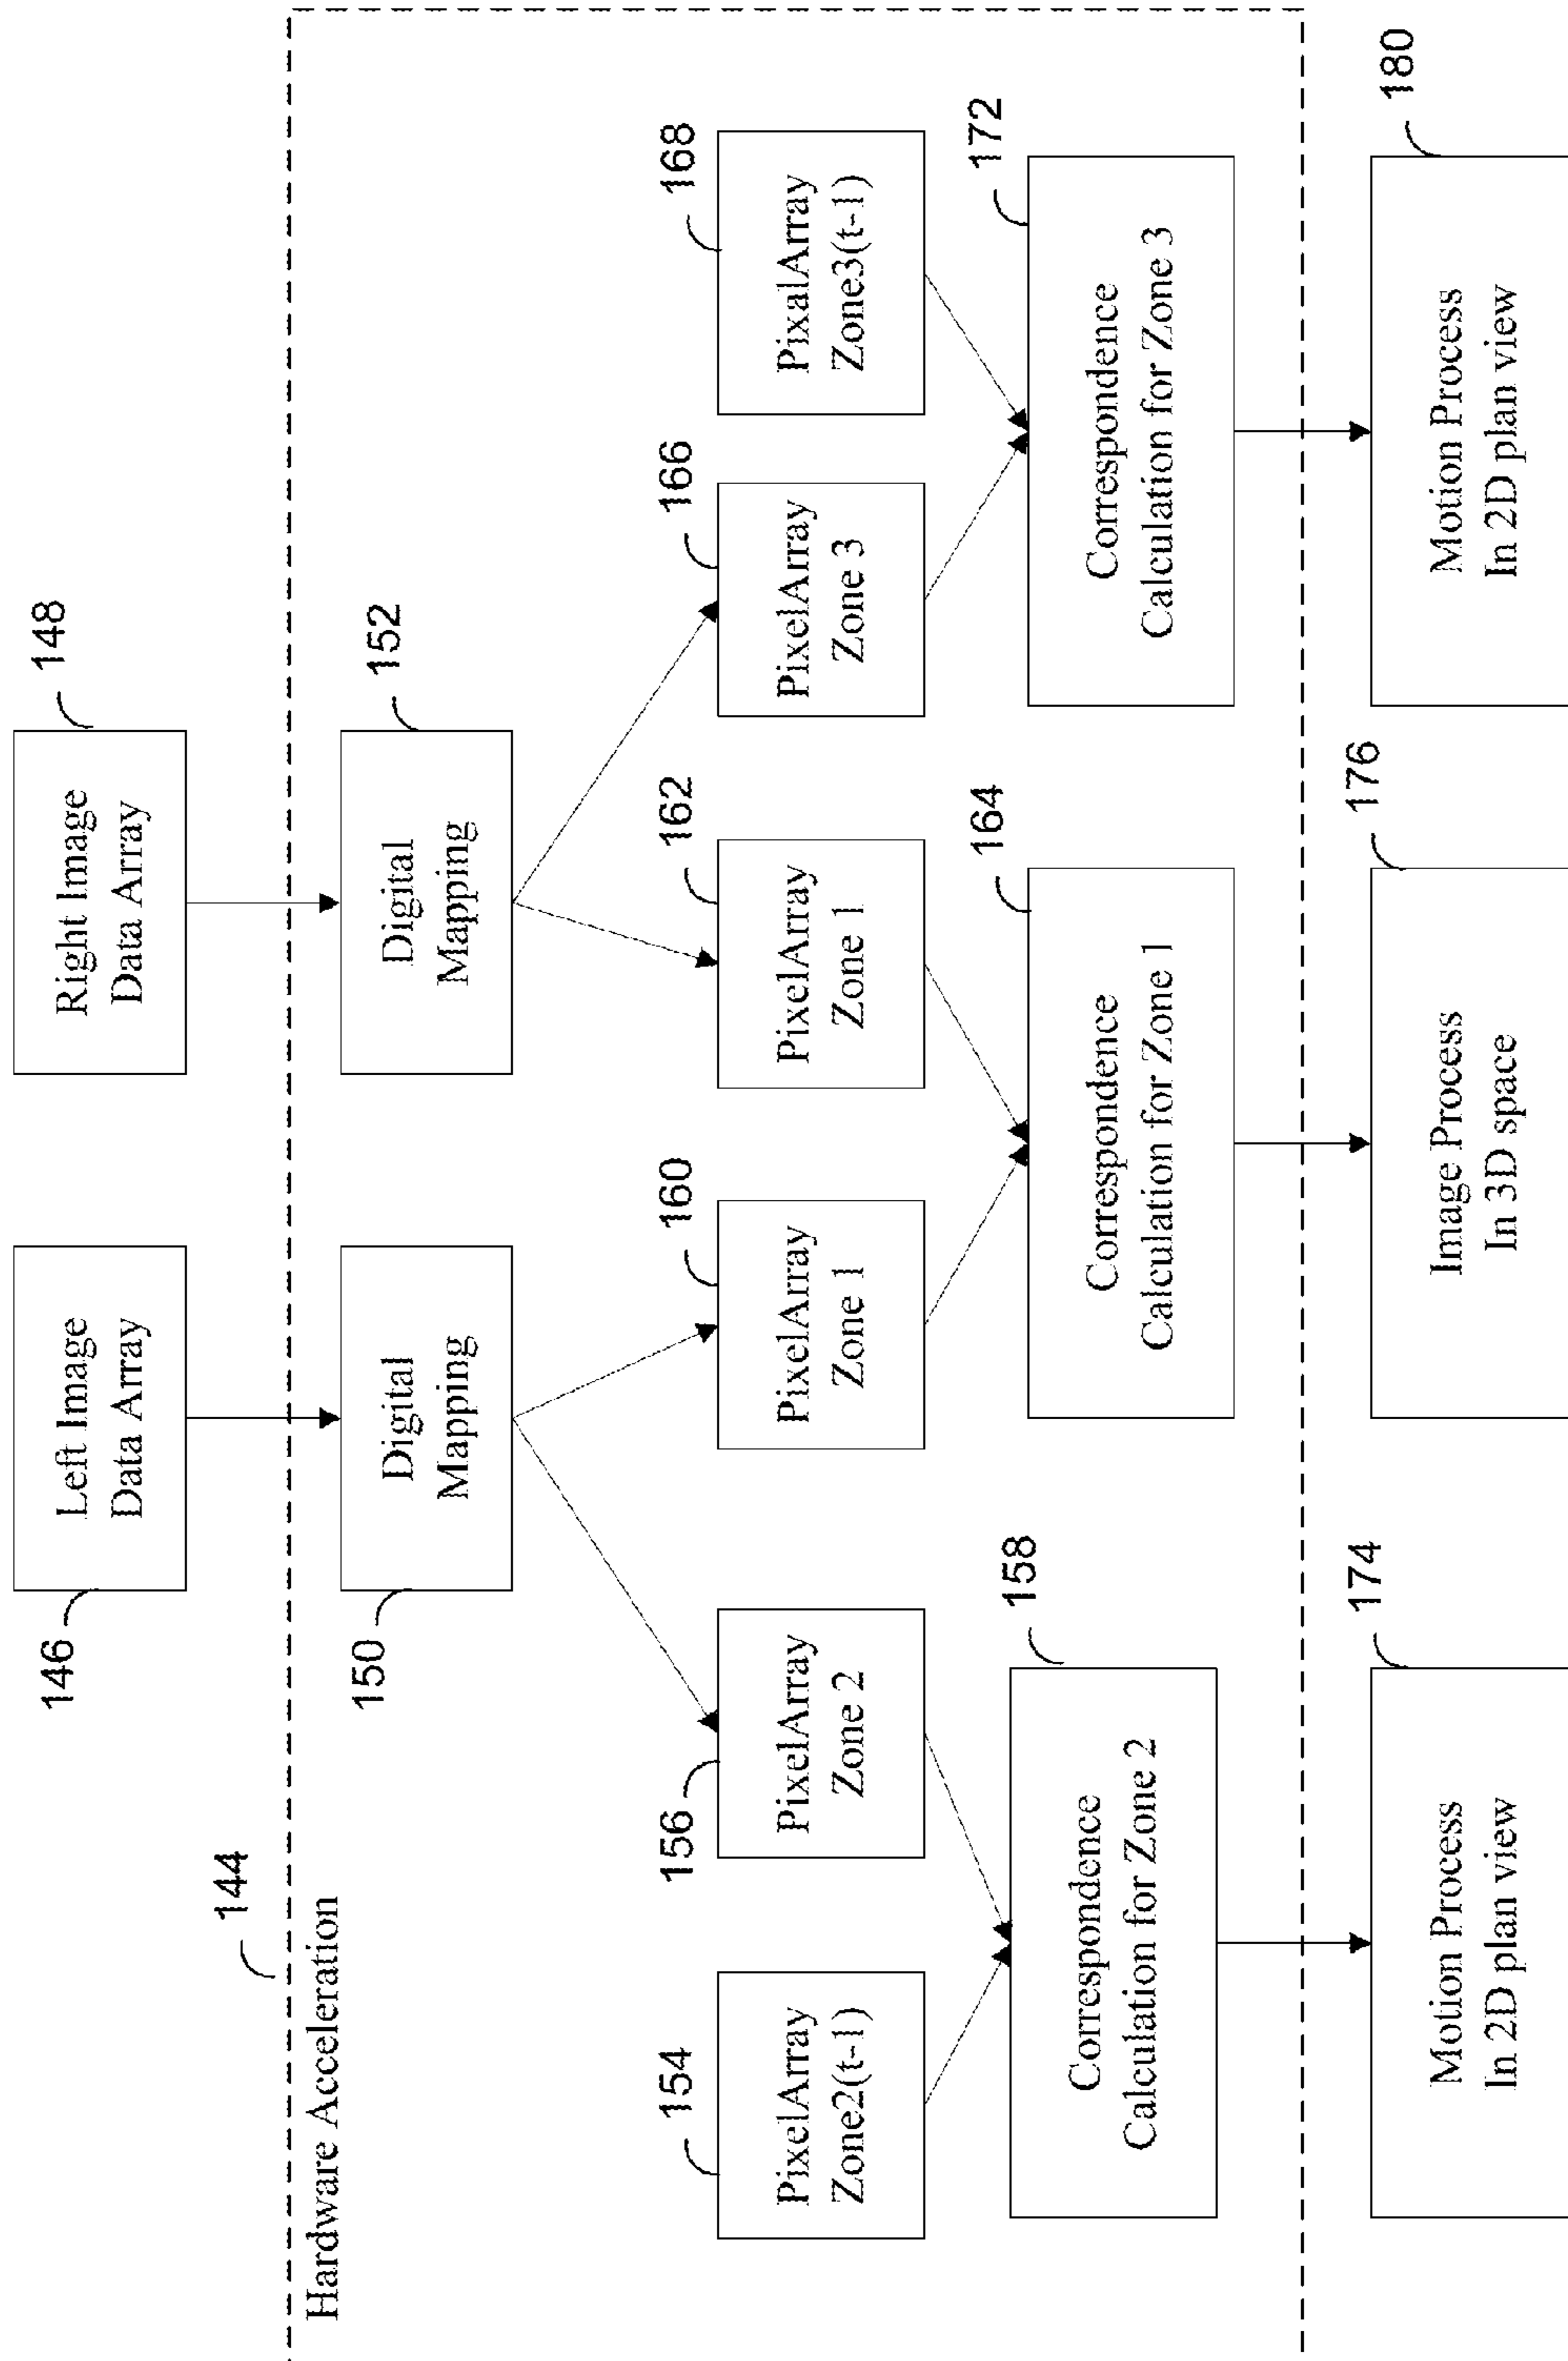 146
Left Image
Data Array
Right Image
Data Array
148
144
Hardware Acceleration
150
Digital
Mapping
Digital
Mapping
152
154
PixelArray
Zone2(t-1)
156
PixelArray
Zone 2
160
PixelArray
Zone 1
162
PixelArray
Zone 1
166
PixelArray
Zone 3
168
PixalArray
Zone3(t-1)
158
Correspondence
Calculation for Zone 2
164
Correspondence
Calculation for Zone 1
172
Correspondence
Calculation for Zone 3
174
Motion Process
In 2D plan view
176
Image Process
In 3D space
180
Motion Process
In 2D plan view